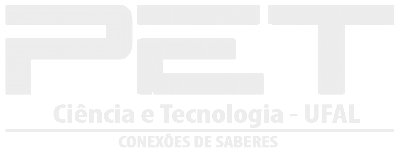 PET
Ciência e Tecnologia - UFAL
CONEXÕES DE SABERES